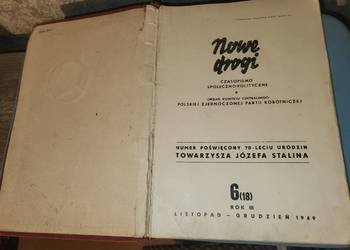 Nowe
drogi
CZASOPISMO
SPOŁECZNO-POLITYCZNE
ORGAN KOMITETU CENTRALNEGO
POLSKIEJ ZJEDNOCZONEJ PARTII ROBOTNICZEJ
NUMER POŚWIĘCONY 70-LECIU URODZIN
TOWARZYSZA JÓZEFA STALINA
6(18)
ROK III
LISTOPAD - GRUDZIEŃ 1949